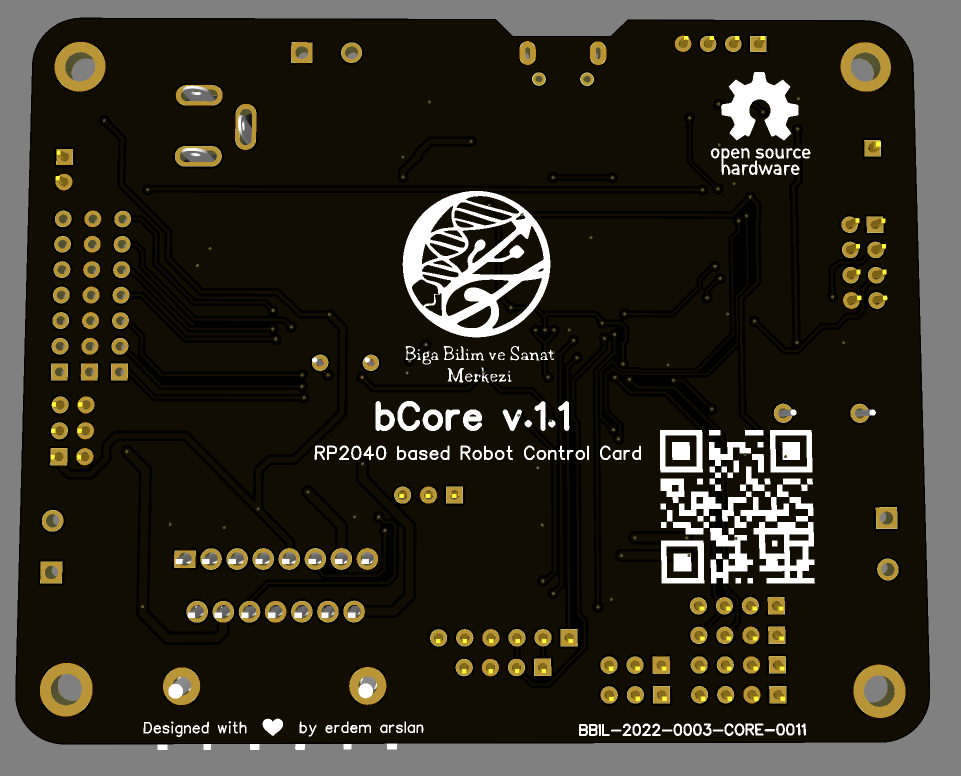 open source
hardware
Biga Bilim ve Sanat
Merkezi
bCore v.1.1
RP2040 based Robot Control Card
Designed with ♥ by erdem arslan
BBIL-2022-0003-CORE-0011